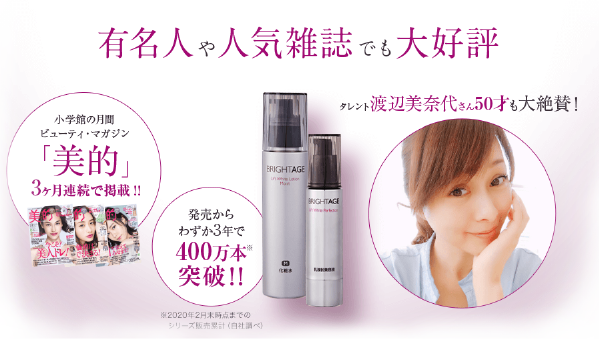 有名人や人気雑誌でも大好評
小学館の月間
ビューティ・マガジン
「美的」
3ヶ月連続で掲載!!
タレント渡辺美奈代さん50才も大絶賛!
発売から
わずか3年で
400万本※
突破!!
※2020年2月末時点までの
シリーズ販売累計(自社調べ)
BRIGHTAGE
化粧水
BRIGHTAGE
美的